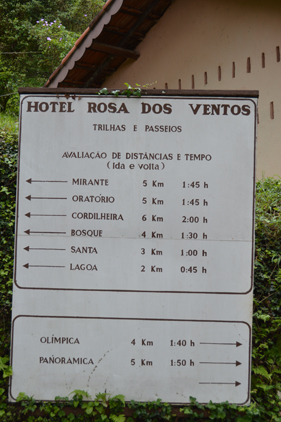 HOTEL ROSA DOS VENTOS
TRILHAS E PASSEIOS
AVALIAÇÃO DE DISTÂNCIAS E TEMPO
(Ida e volta)
MIRANTE 5 Km 1:45 h
ORATÓRIO 5 Km 1:45 h
CORDILHEIRA 6 Km 2:00 h
BOSQUE 4 Km 1:30 h
SANTA 3 Km 1:00 h
LAGOA 2 Km 0:45 h
OLÍMPICA 4 Km 1:40 h
PANORAMICA 5 Km 1:50 h